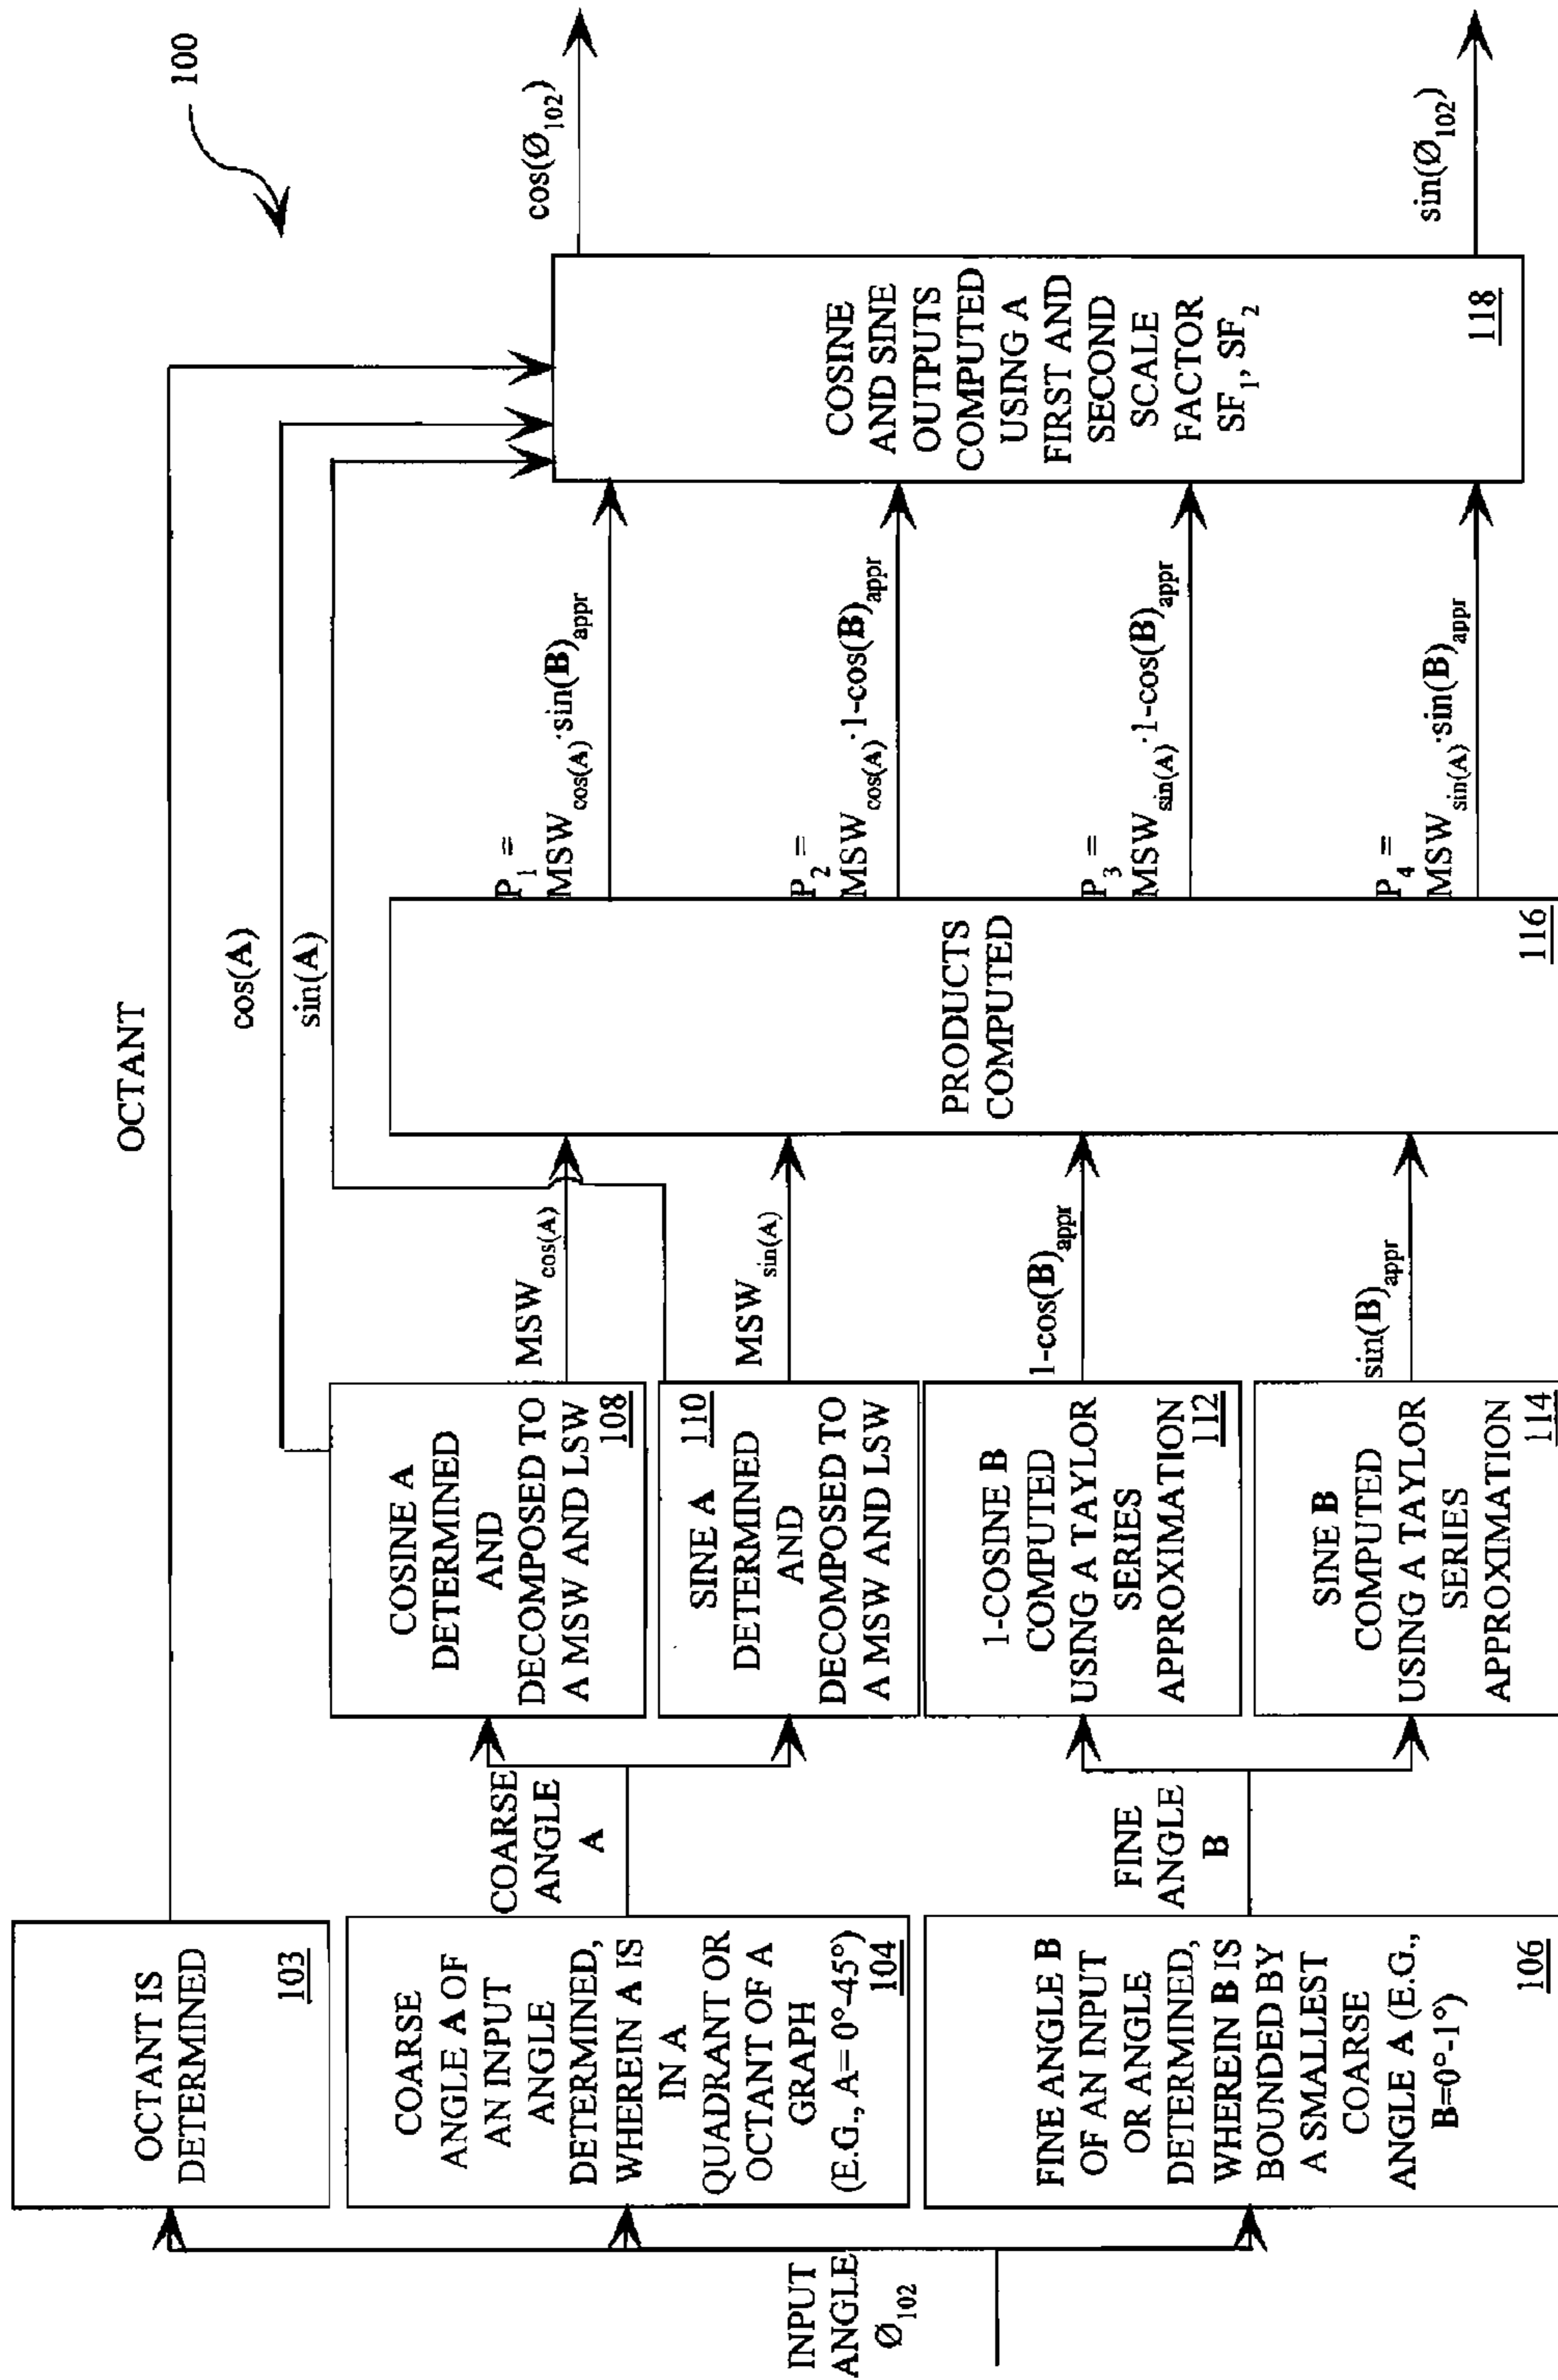 100
OCTANT
cos(A)
sin(A)
INPUT
ANGLE
Ø102
OCTANT IS
DETERMINED
103
COARSE
ANGLE A OF
AN INPUT
ANGLE
DETERMINED,
WHEREIN A IS
IN A
QUADRANT OR
OCTANT OF A
GRAPH
(E.G., A= 0°-45°)
104
FINE ANGLE B
OF AN INPUT
OR ANGLE
DETERMINED,
WHEREIN B IS
BOUNDED BY
A SMALLEST
COARSE
ANGLE A (E.G.,
B=0°-1°)
106
COARSE
ANGLE
A
FINE
ANGLE
B
COSINE A
DETERMINED
AND
DECOMPOSED TO
A MSW AND LSW
108
SINE A
DETERMINED
AND
DECOMPOSED TO
A MSW AND LSW
110
1-COSINE B
COMPUTED
USING A TAYLOR
SERIES
APPROXIMATION
112
SINE B
COMPUTED
USING A TAYLOR
SERIES
APPROXIMATION
114
MSWcos(A)
MSWsin(A)
1-cos(B)appr
sin(B)appr
PRODUCTS
COMPUTED
116
P1 =
MSWcos(A)·sin(B)appr
P2 =
MSWcos(A)·1-cos(B)appr
P3 =
MSWsin(A)·1-cos(B)appr
P4 =
MSWsin(A)·sin(B)appr
COSINE
AND SINE
OUTPUTS
COMPUTED
USING A
FIRST AND
SECOND
SCALE
FACTOR
SF1, SF2
118
cos(Ø102)
sin(Ø102)